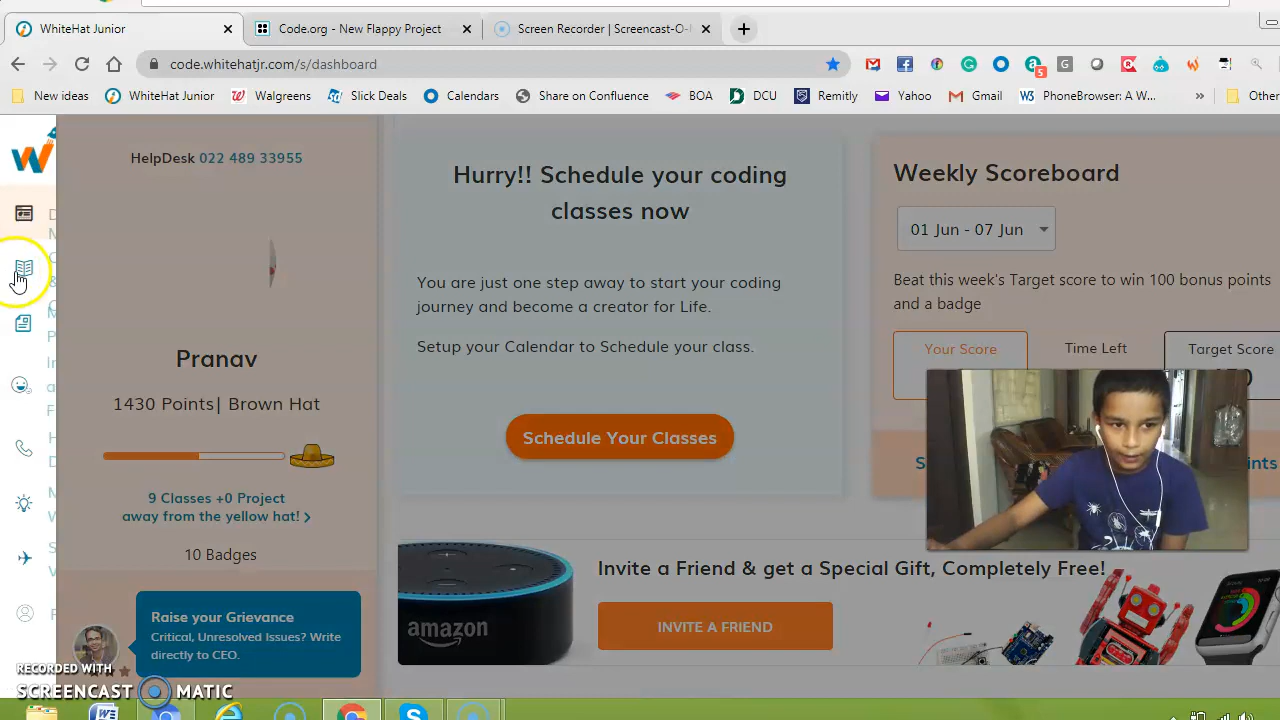 WhiteHat Junior
Code.org - New Flappy Project
Screen Recorder | Screencast-O-
code.whitehatjr.com/s/dashboard
5
New ideas
WhiteHat Junior
Walgreens
Slick Deals
Calendars
Share on Confluence
BOA
DCU
Remitly
Yahoo
Gmail
PhoneBrowser: A W...
Other
HelpDesk 022 489 33955
Pranav
1430 Points| Brown Hat
9 Classes +0 Project
away from the yellow hat! >
10 Badges
Raise your Grievance
Critical, Unresolved Issues? Write
directly to CEO.
Hurry!! Schedule your coding
classes now
You are just one step away to start your coding
journey and become a creator for Life.
Setup your Calendar to Schedule your class.
Schedule Your Classes
Weekly Scoreboard
01 Jun - 07 Jun
Beat this week's Target score to win 100 bonus points
and a badge
Your Score
Time Left
Target Score
amazon
Invite a Friend & get a Special Gift, Completely Free!
INVITE A FRIEND
RECORDED WITH
SCREENCAST MATIC